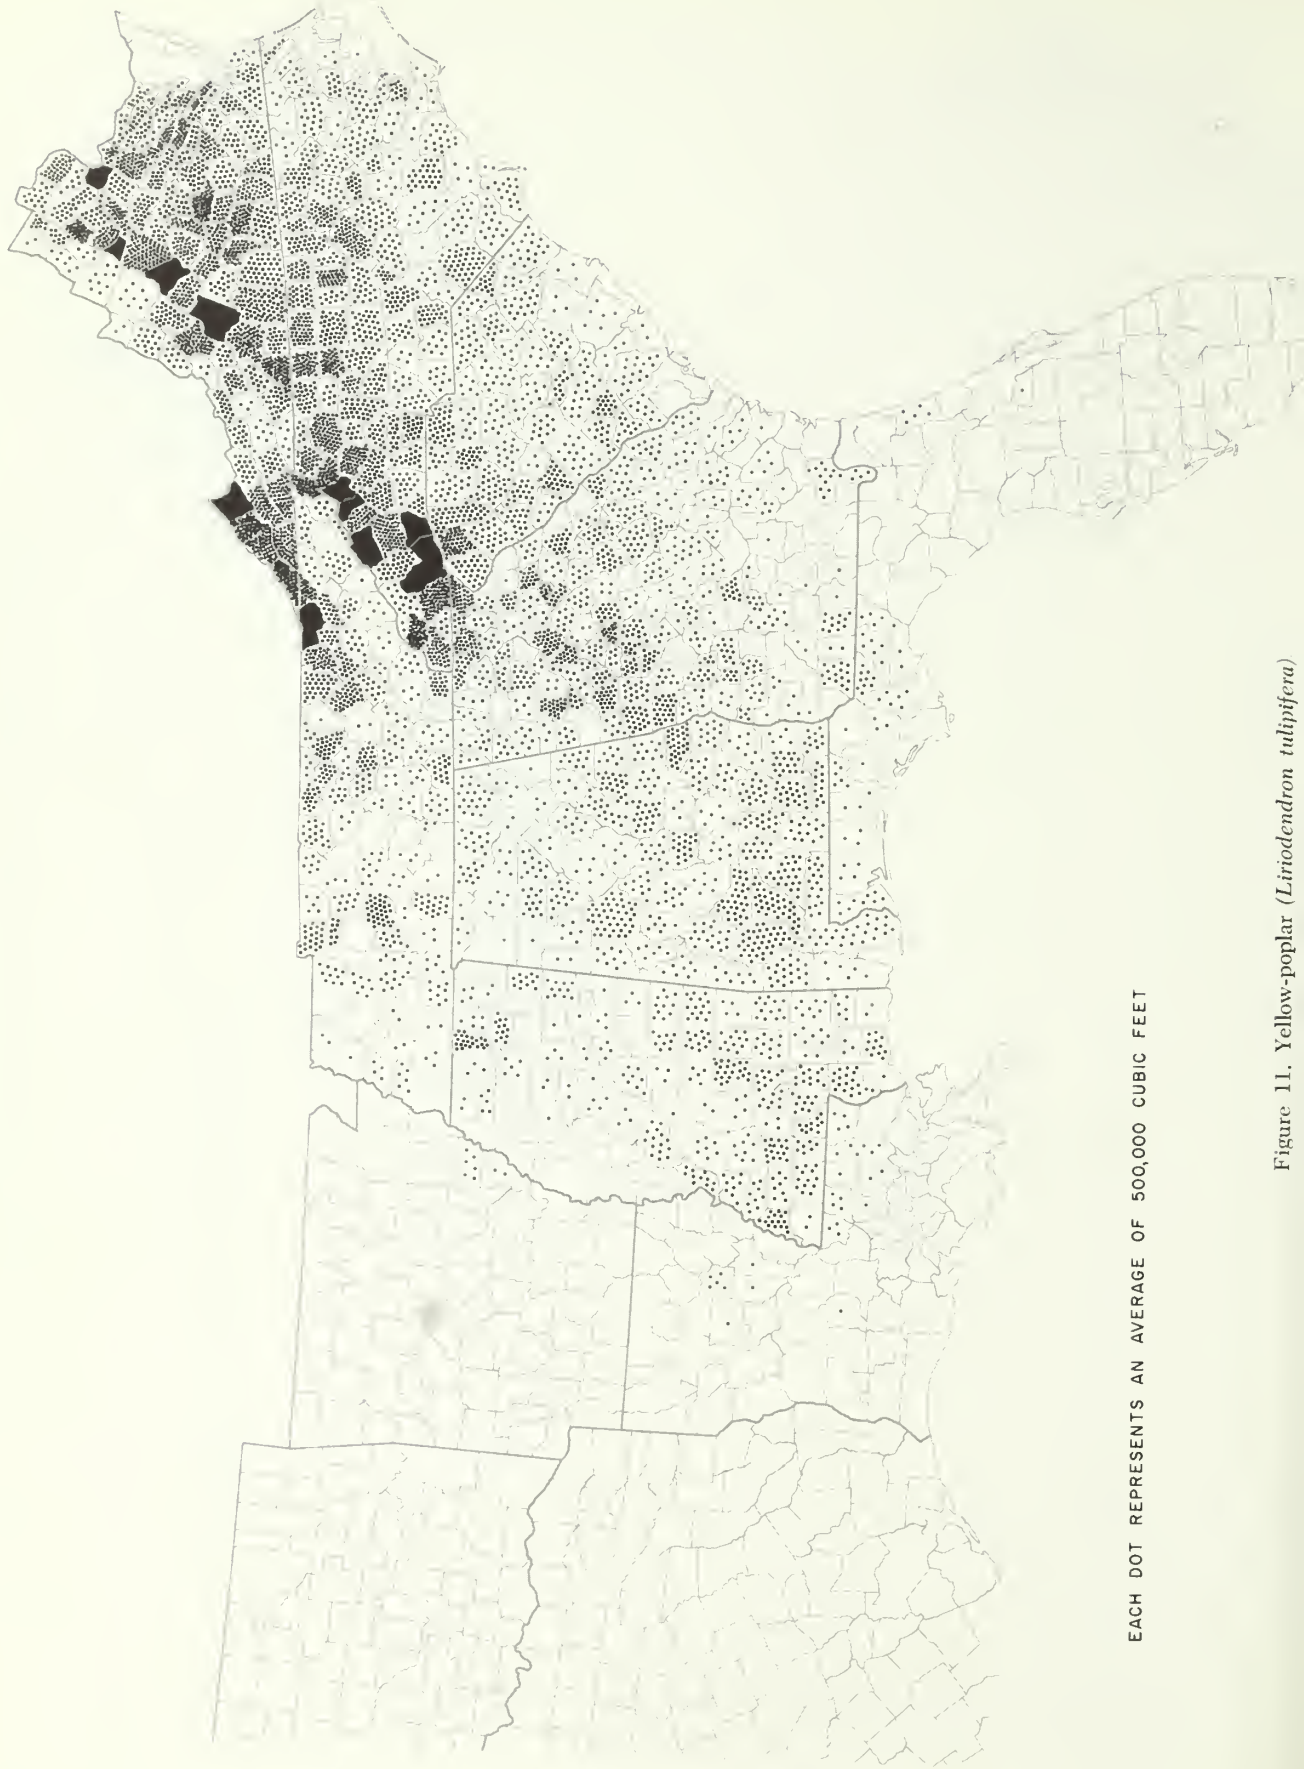 EACH DOT REPRESENTS AN AVERAGE OF 500,000 CUBIC FEET
Figure 11. Yellow-poplar (Liriodendron tulipifera)